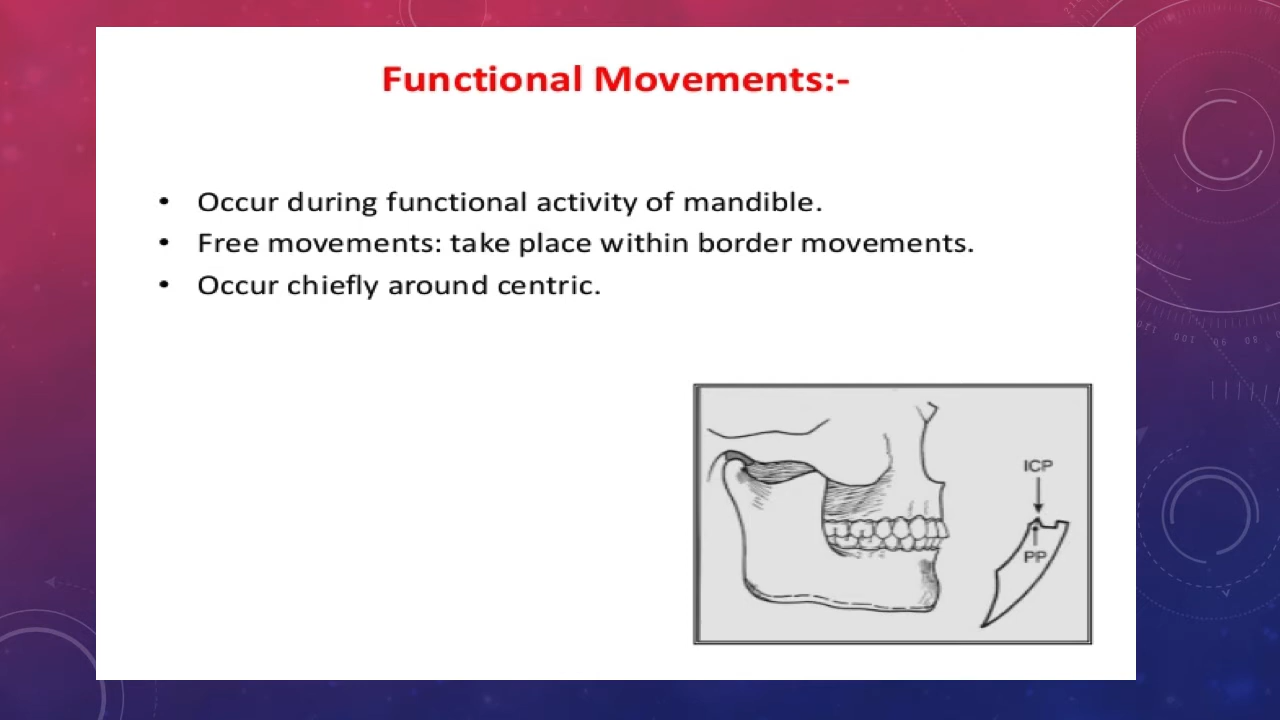 Functional Movements:-
• Occur during functional activity of mandible.
• Free movements: take place within border movements.
• Occur chiefly around centric.
ICP
PP